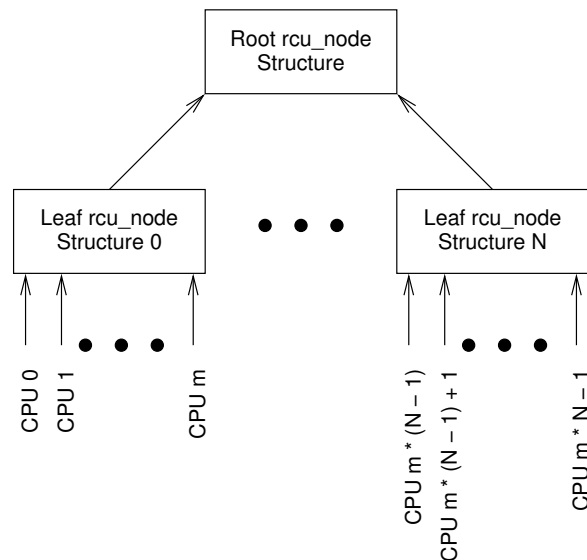 Root rcu_node
Structure
Leaf rcu_node
Structure 0
Leaf rcu_node
Structure N
CPU 0
CPU 1
CPU m
CPU m * (N − 1)
CPU m * (N − 1) + 1
CPU m * N − 1